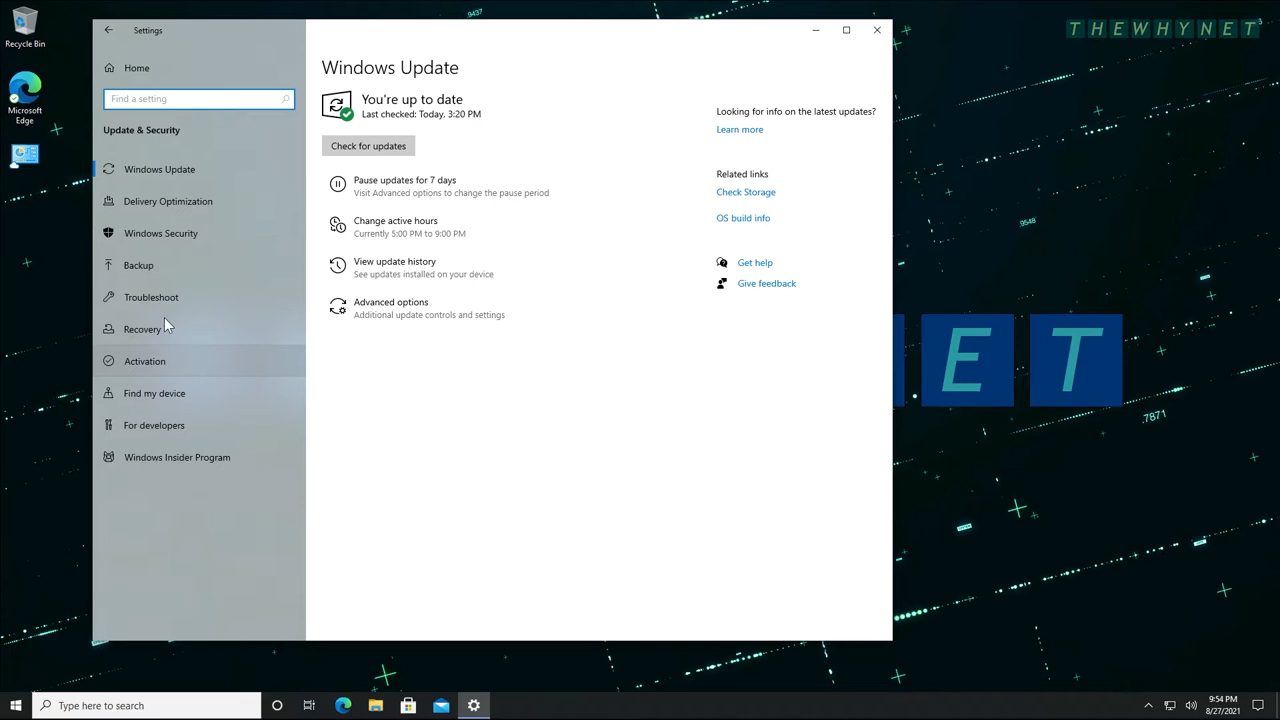 Recycle Bin
Microsoft
Edge
Settings
Home
Find a setting
Update & Security
Windows Update
Delivery Optimization
Windows Security
Backup
Troubleshoot
Recovery
Activation
Find my device
For developers
Windows Insider Program
Windows Update
You're up to date
Last checked: Today, 3:20 PM
Check for updates
Pause updates for 7 days
Visit Advanced options to change the pause period
Change active hours
Currently 5:00 PM to 9:00 PM
View update history
See updates installed on your device
Advanced options
Additional update controls and settings
Looking for info on the latest updates?
Learn more
Related links
Check Storage
OS build info
Get help
Give feedback
THEWHYNET
.9437
.9548
E T
.7871
Type here to search
9:54 PM
8/27/2021